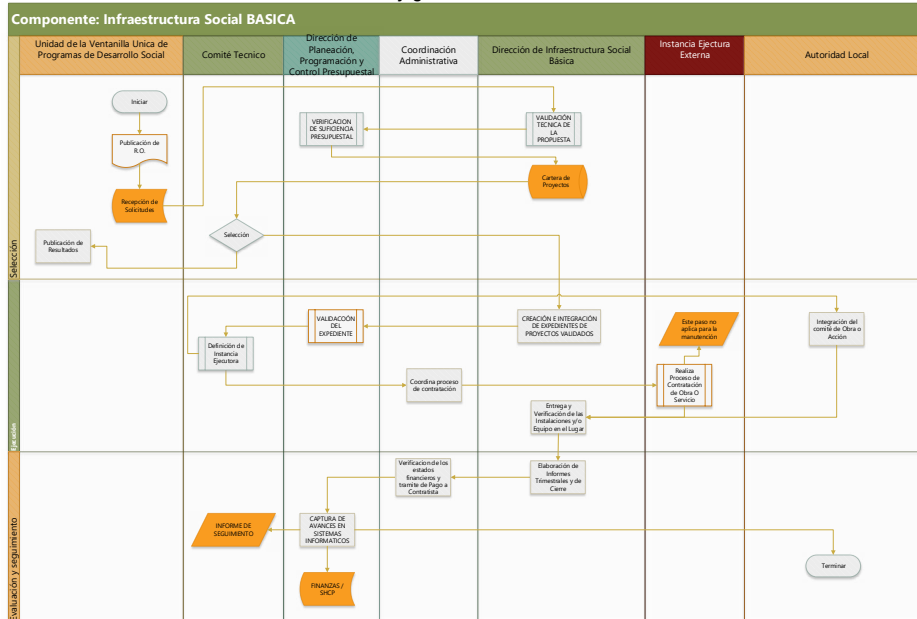 Componente: Infraestructura Social BASICA
Unidad de la Ventanilla Unica de
Programas de Desarrollo Social
Comité Tecnico
Dirección de
Planeación,
Programación y
Control Presupuestal
Coordinación
Administrativa
Dirección de Infraestructura Social
Básica
Instancia Ejectura
Externa
Autoridad Local
Selección
Iniciar
Publicación de
R.O.
Recepción de
Solicitudes
VERIFICACION
DE SUFICIENCIA
PRESUPUESTAL
VALIDACIÓN
TECNICA DE
LA
PROPUESTA
Cartera de
Proyectos
Selección
Publicación de
Resultados
Ejecución
VALIDACCÓN
DEL
EXPEDIENTE
CREACIÓN E INTEGRACIÓN
DE EXPEDIENTES DE
PROYECTOS VALIDADOS
Este paso no
aplica para la
manutención
Integración del
comité de Obra o
Acción
Definición de
Instancia
Ejecutora
Coordina proceso
de contratación
Realiza
Proceso de
Contratación
de Obra O
Servicio
Entrega y
Verificación de las
Instalaciones y/o
Equipo en el Lugar
Evaluación y seguimiento
Verificacion de los
estados
financieros y
tramite de Pago a
Contratista
Elaboración de
Informes
Trimestrales y de
Cierre
INFORME DE
SEGUIMIENTO
CAPTURA DE
AVANCES EN
SISTEMAS
INFORMATICOS
Terminar
FINANZAS /
SHCP